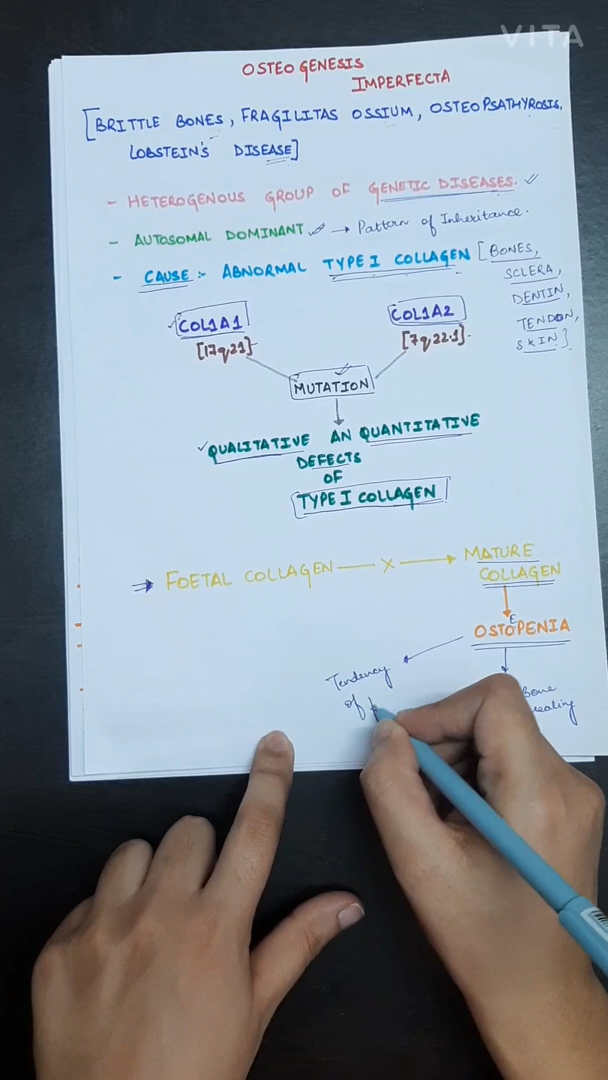 VITA
OSTEOGENESIS
IMPERFECTA
[BRITTLE BONES, FRAGILITAS OSSIUM, OSTEOPSATHYROSIS,
LOBSTEIN'S DISEASE]
- HETEROGENOUS GROUP OF GENETIC DISEASES.
- AUTOSOMAL DOMINANT → Pattern of Inheritance.
- CAUSE :- ABNORMAL TYPE I COLLAGEN [BONES,
SCLERA,
DENTIN,
TENDON,
SKIN]
COL1A1 COL1A2
[17q21] [7q22.1]
MUTATION
QUALITATIVE AN QUANTITATIVE
DEFECTS
OF
TYPE I COLLAGEN
⇒ FOETAL COLLAGEN — X → MATURE
COLLAGEN
E
OSTOPENIA
Tendency
of
Bone